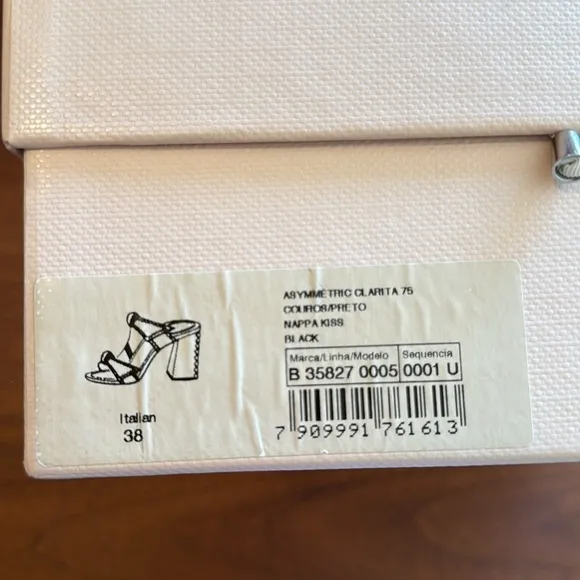 ASYMMETRIC CLARITA 75
COUROS/PRETO
NAPPA KISS
BLACK
Marca/Linha/Modelo Sequencia
B 35827 0005 0001 U
Italian
38
7 909991 761613